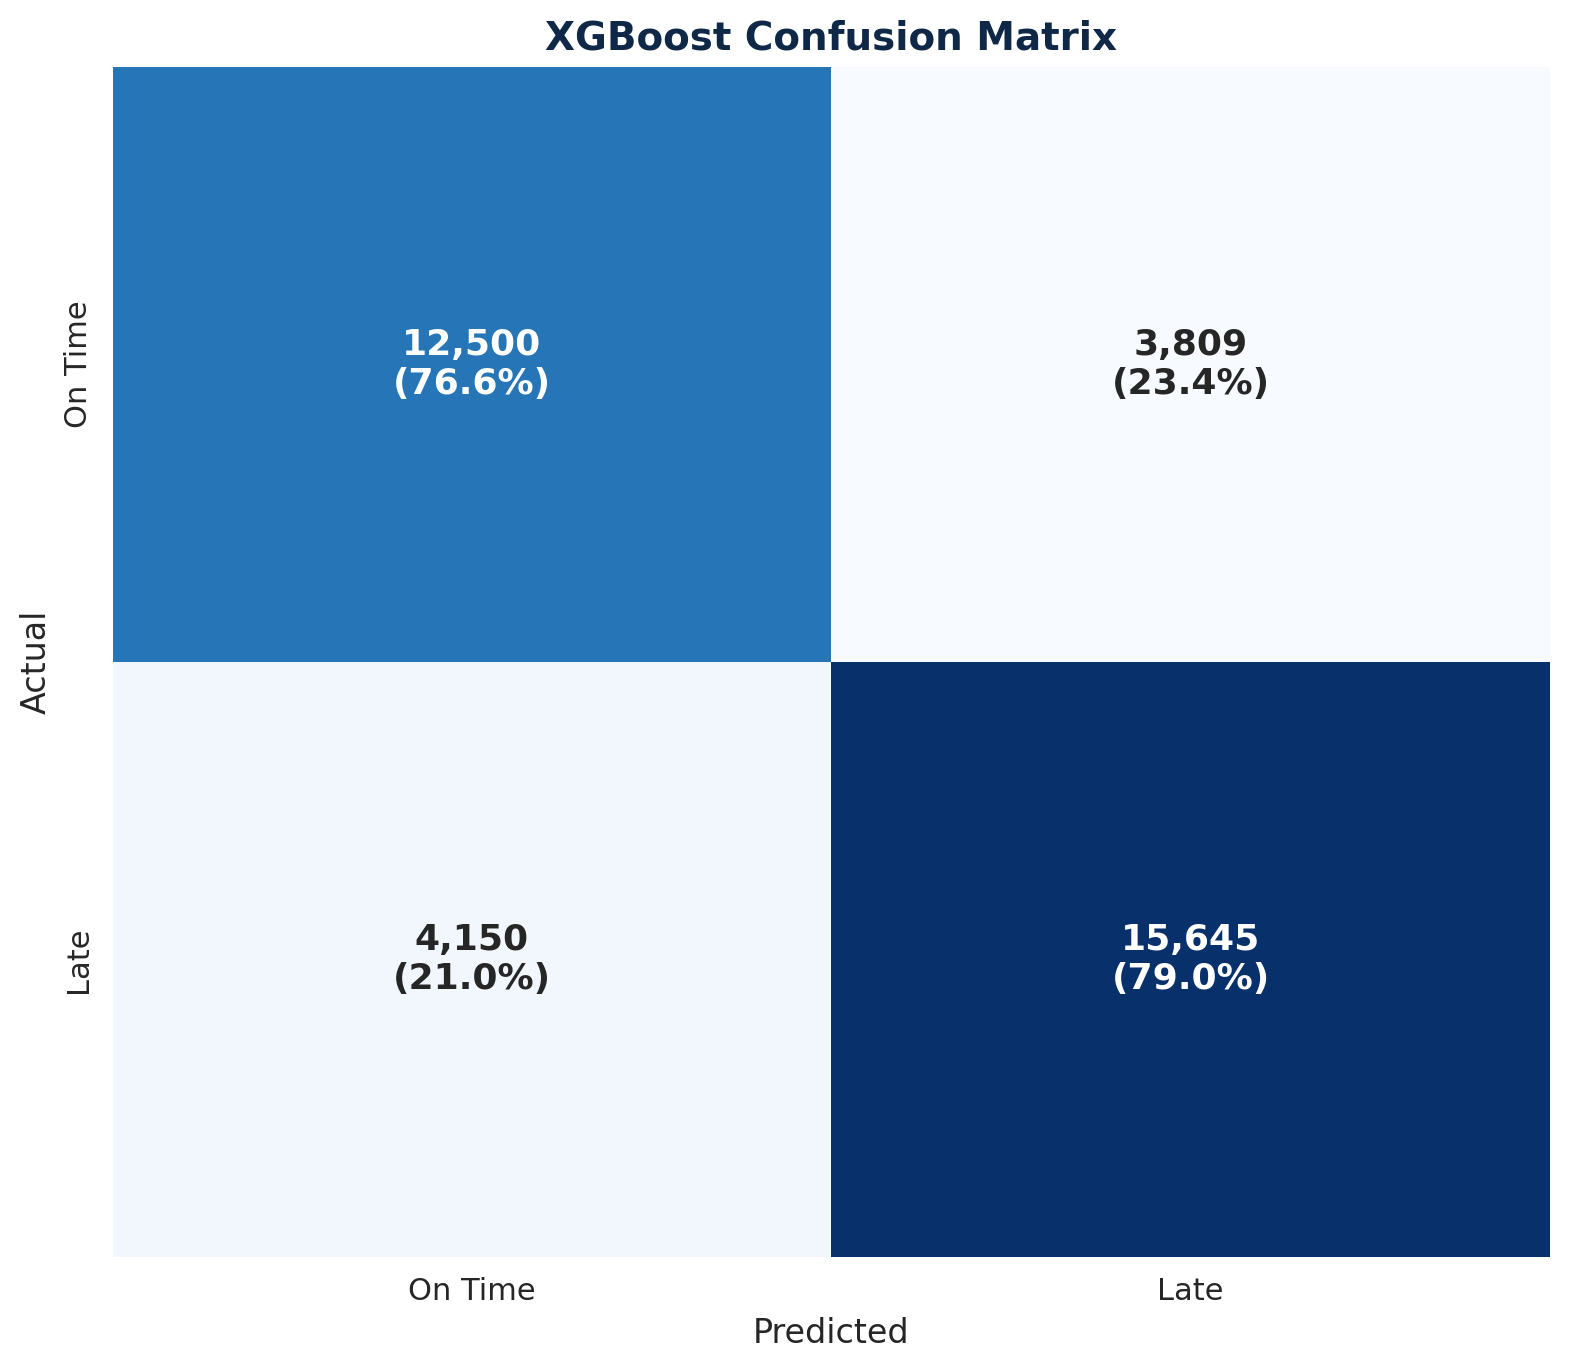 XGBoost Confusion Matrix
Actual
On Time
12,500
(76.6%)
3,809
(23.4%)
Late
4,150
(21.0%)
15,645
(79.0%)
On Time
Late
Predicted